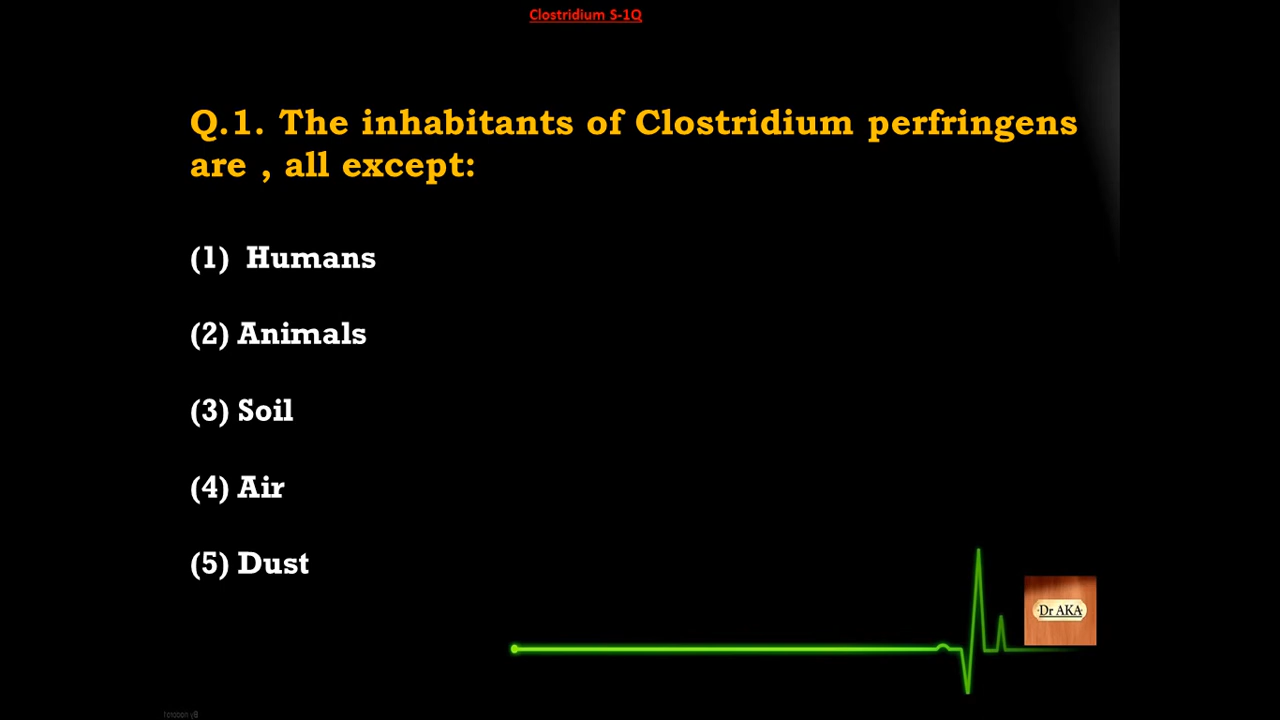 Clostridium S-1Q
Q.1. The inhabitants of Clostridium perfringens
are , all except:
(1) Humans
(2) Animals
(3) Soil
(4) Air
(5) Dust
Dr AKA